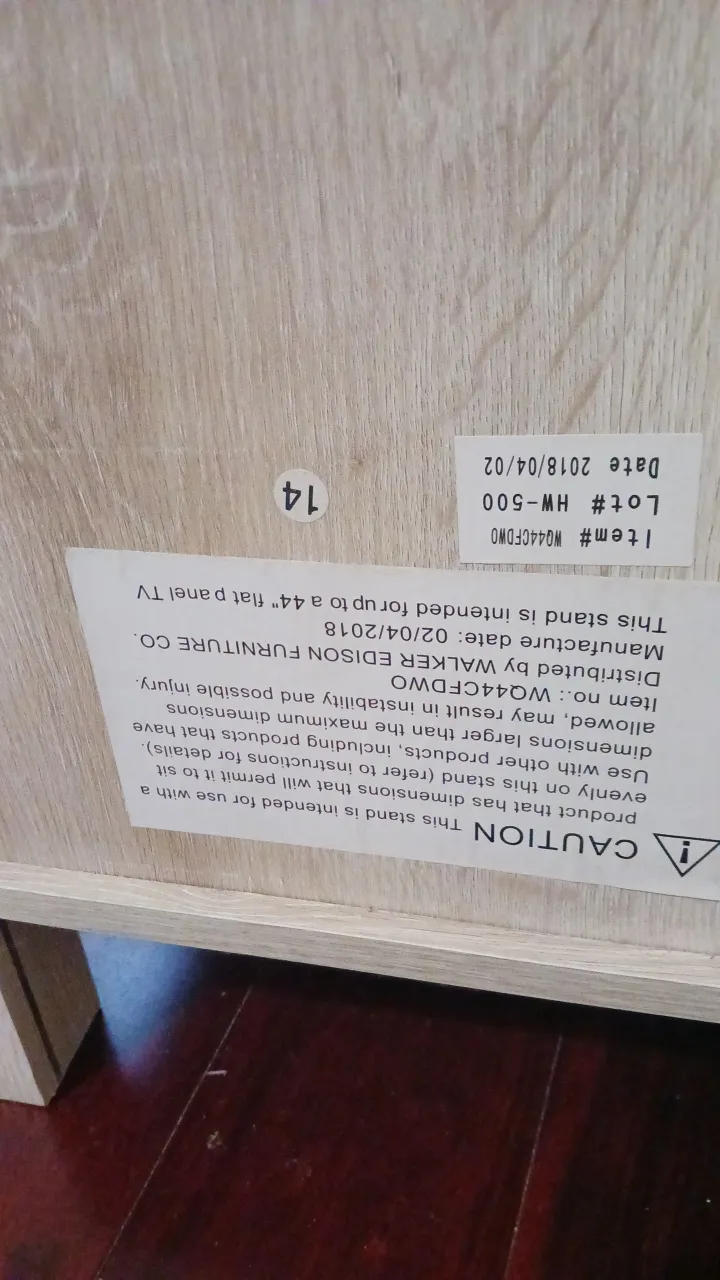 CAUTION This stand is intended for use with a
product that has dimensions that will permit it to sit
evenly on this stand (refer to instructions for details).
Use with other products, including products that have
dimensions larger than the maximum dimensions
allowed, may result in instability and possible injury.
Item no.: WQ44CFDWO
Distributed by WALKER EDISON FURNITURE CO.
Manufacture date: 02/04/2018
This stand is intended for up to a 44" flat panel TV
Item# WQ44CFDWO
Lot# HW-500
Date 2018/04/02
14